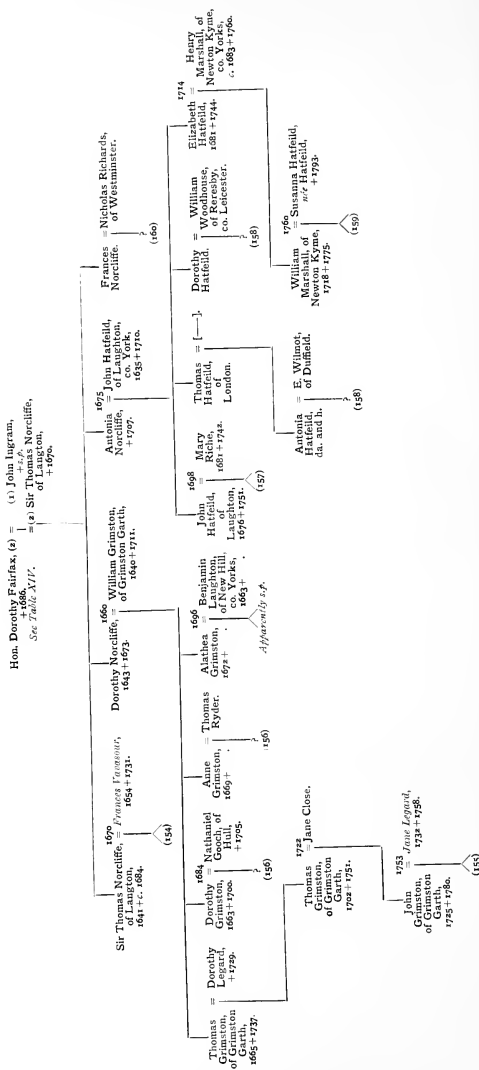 Hon. Dorothy Fairfax, (2) = (1) John Ingram,
+1686. +s.p.
See Table XIV. =(2) Sir Thomas Norcliffe,
of Langton,
+1670.
1670
Sir Thomas Norcliffe, = Frances Vavasour,
of Langton, 1654+1731.
1641+c. 1684.
(154)
1660
Dorothy Norcliffe, = William Grimston,
1643+1673. of Grimston Garth,
1640+1711.
1675
Antonia = John Hatfeild,
Norcliffe, of Laughton,
+1707. co. York,
1635+1710.
Frances = Nicholas Richards,
Norcliffe. of Westminster.
?
(160)
Thomas = Dorothy
Grimston, Legard,
of Grimston +1729.
Garth,
1665+1737.
1684
Dorothy = Nathaniel
Grimston, Gooch, of
1663+1700. Hull,
+1705.
?
(156)
Anne = Thomas
Grimston, Ryder.
1669+ .
?
(156)
1696
Alathea = Benjamin
Grimston, Laughton,
1672+ . of New Hill,
co. Yorks,
1663+ .
Apparently s.p.
1698
John = Mary
Hatfeild, Riche,
of 1681+1742.
Laughton,
1676+1751.
(157)
Thomas = [—].
Hatfeild,
of
London.
Dorothy = William
Hatfeild. Woodhouse,
of Reresby,
co. Leicester.
?
(158)
1714
Elizabeth = Henry
Hatfeild, Marshall, of
1681+1744. Newton Kyme,
co. Yorks,
c. 1683+1760.
1722
Thomas = Jane Close.
Grimston,
of Grimston
Garth,
1702+1751.
Antonia = E. Wilmot,
Hatfeild, of Duffield.
da. and h.
?
(158)
1760
William = Susanna Hatfeild,
Marshall, of née Hatfeild,
Newton Kyme, +1793.
1718+1775.
(159)
1753
John = Jane Legard,
Grimston, 1732+1758.
of Grimston
Garth,
1725+1780.
(155)